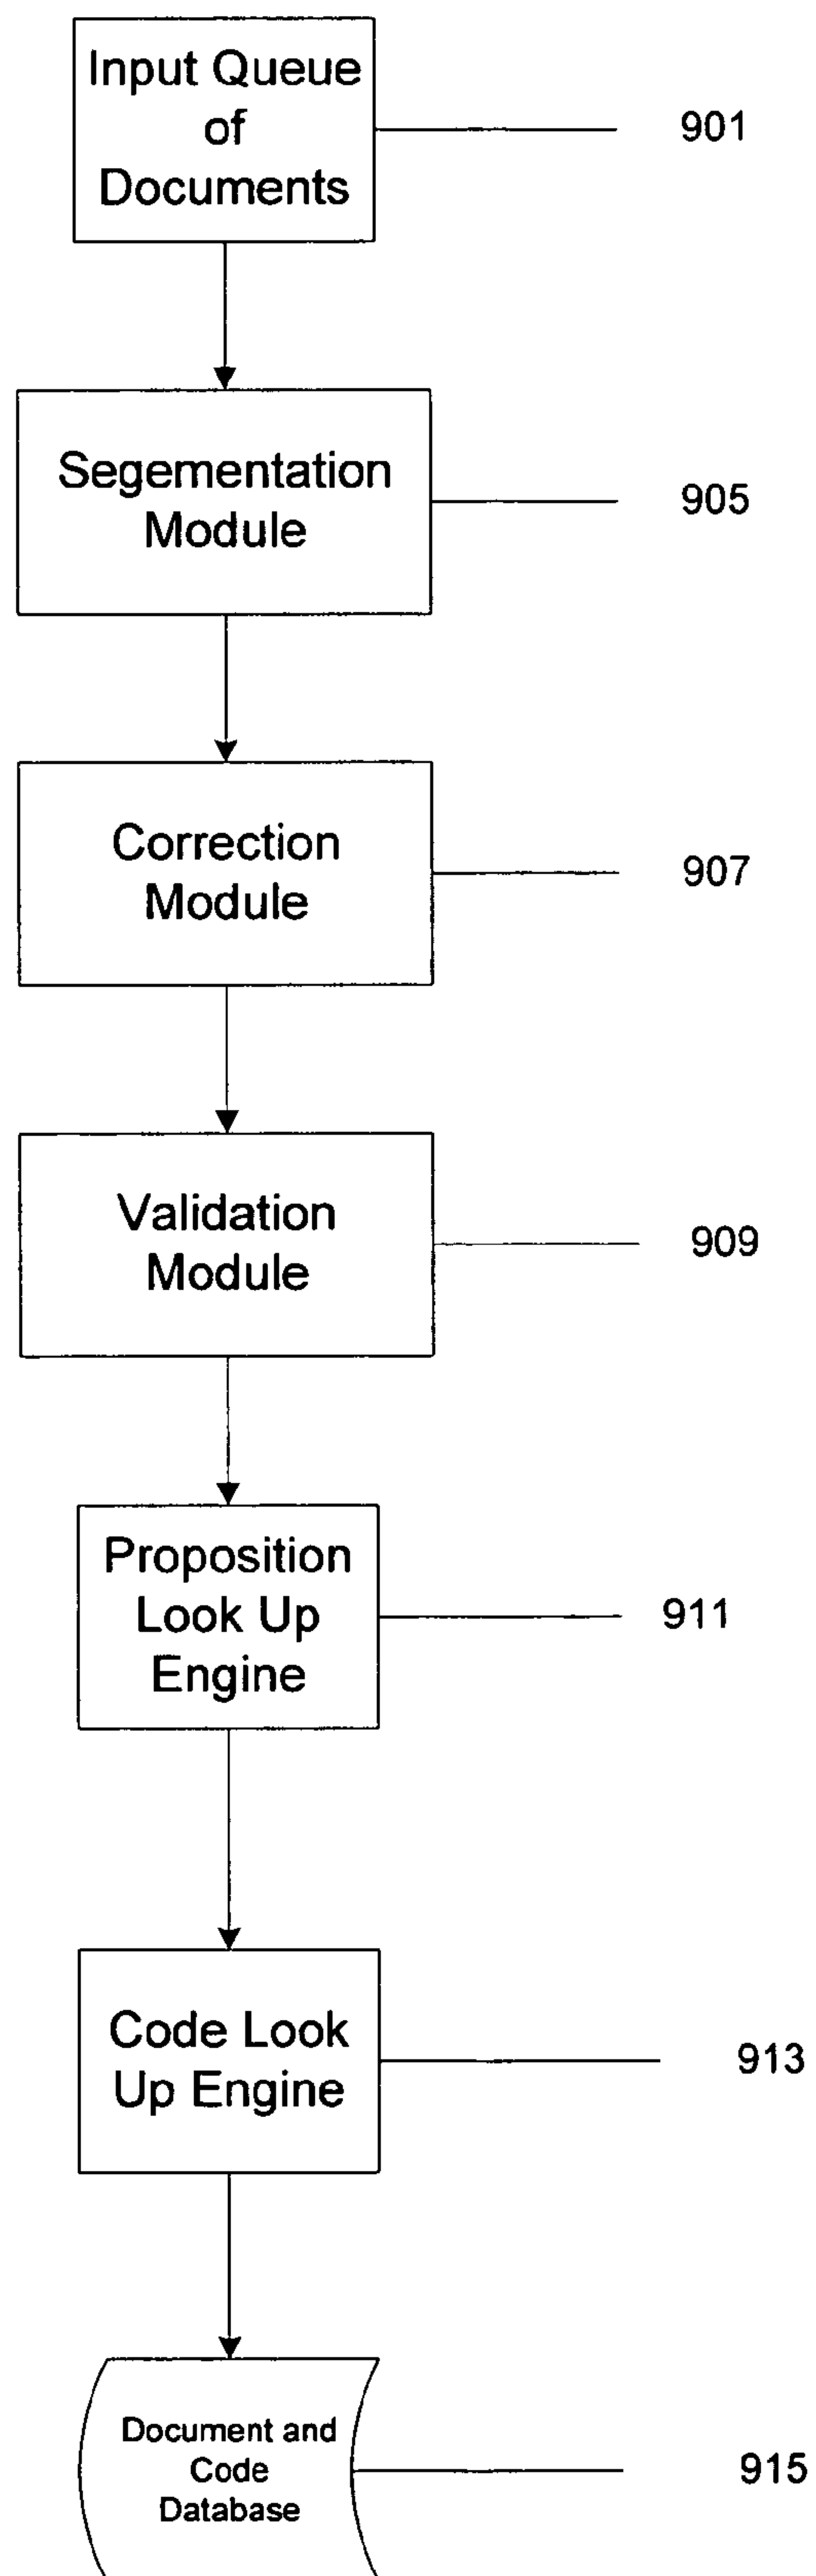 Input Queue
of
Documents
901
Segementation
Module
905
Correction
Module
907
Validation
Module
909
Proposition
Look Up
Engine
911
Code Look
Up Engine
913
Document and
Code
Database
915